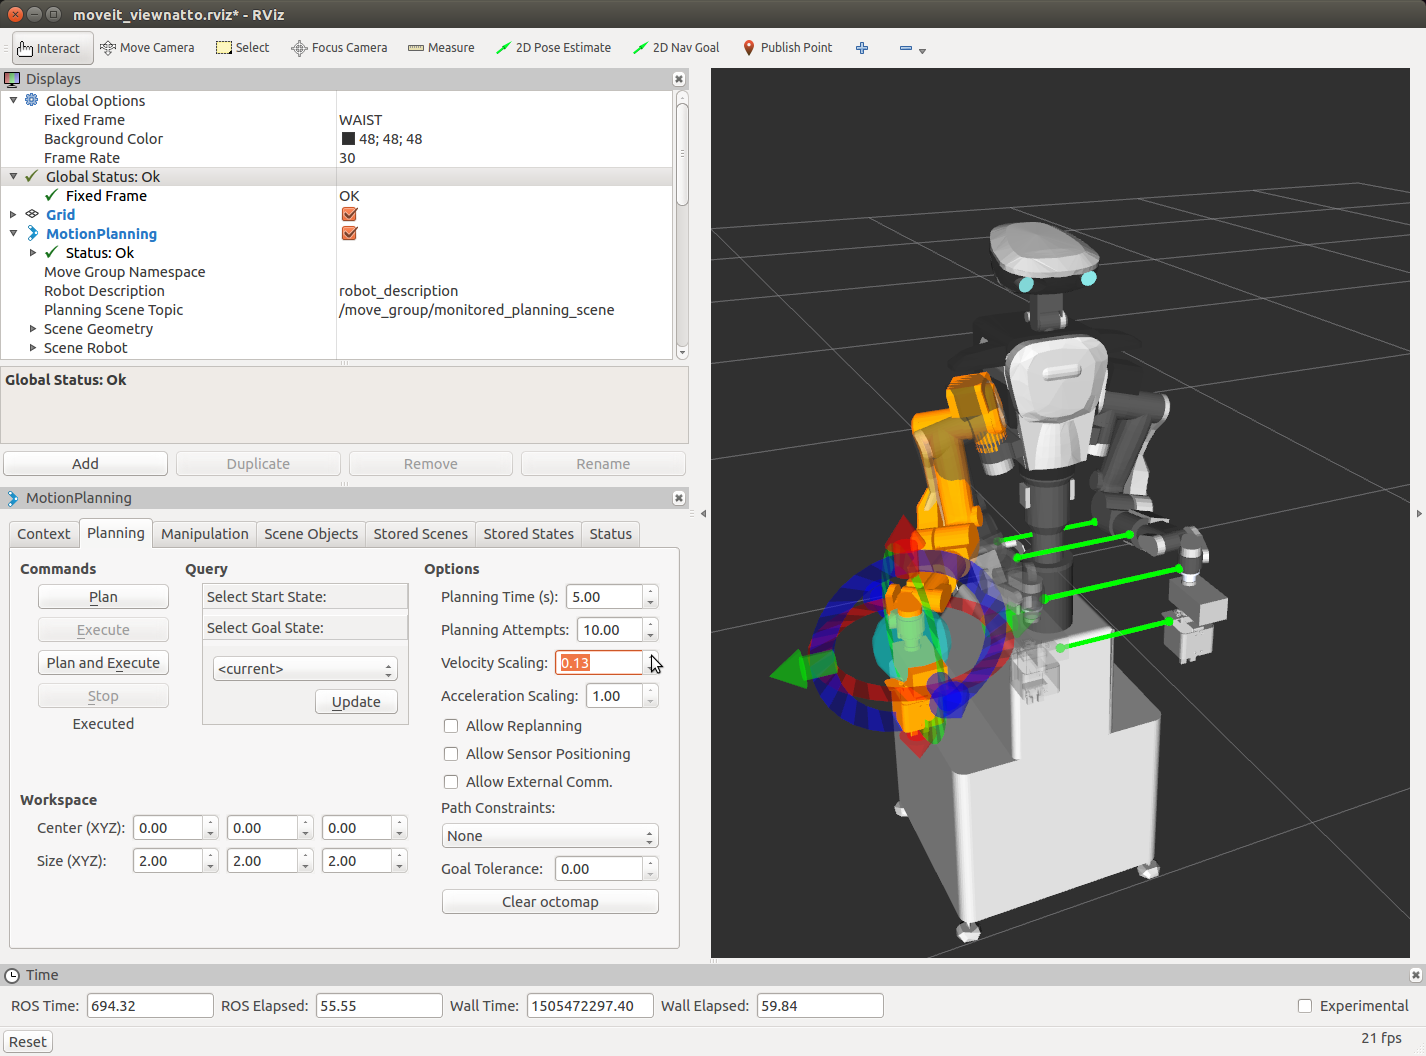 moveit_viewnatto.rviz* - RViz
Interact Move Camera Select Focus Camera Measure 2D Pose Estimate 2D Nav Goal Publish Point
Displays
Global Options
Fixed Frame WAIST
Background Color 48; 48; 48
Frame Rate 30
Global Status: Ok
Fixed Frame OK
Grid
MotionPlanning
Status: Ok
Move Group Namespace
Robot Description robot_description
Planning Scene Topic /move_group/monitored_planning_scene
Scene Geometry
Scene Robot
Global Status: Ok
Add Duplicate Remove Rename
MotionPlanning
Context Planning Manipulation Scene Objects Stored Scenes Stored States Status
Commands Query Options
Plan Select Start State: Planning Time (s): 5.00
Execute Select Goal State: Planning Attempts: 10.00
Plan and Execute <current> Velocity Scaling: 0.13
Stop Update Acceleration Scaling: 1.00
Executed Allow Replanning
Allow Sensor Positioning
Allow External Comm.
Workspace Path Constraints:
Center (XYZ): 0.00 0.00 0.00 None
Size (XYZ): 2.00 2.00 2.00 Goal Tolerance: 0.00
Clear octomap
Time
ROS Time: 694.32 ROS Elapsed: 55.55 Wall Time: 1505472297.40 Wall Elapsed: 59.84 Experimental
Reset 21 fps